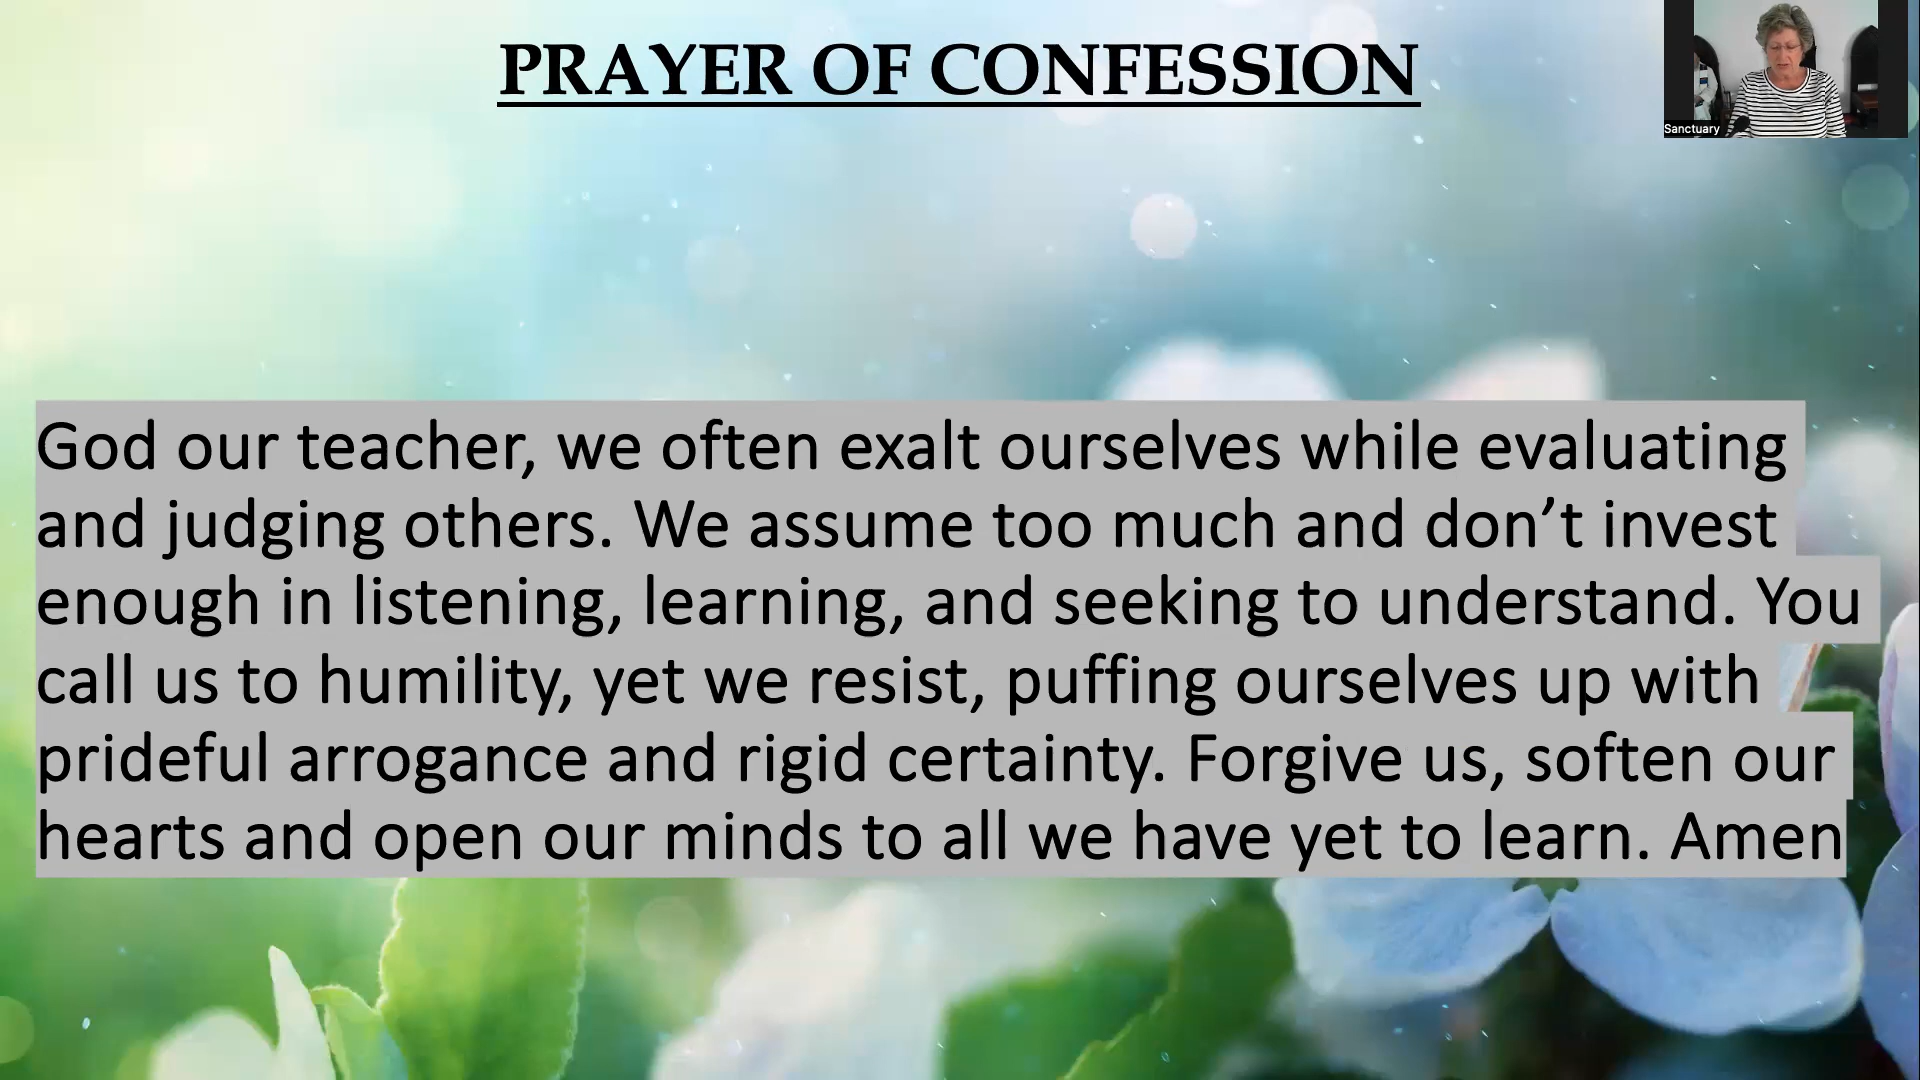 PRAYER OF CONFESSION
Sanctuary
God our teacher, we often exalt ourselves while evaluating
and judging others. We assume too much and don’t invest
enough in listening, learning, and seeking to understand. You
call us to humility, yet we resist, puffing ourselves up with
prideful arrogance and rigid certainty. Forgive us, soften our
hearts and open our minds to all we have yet to learn. Amen